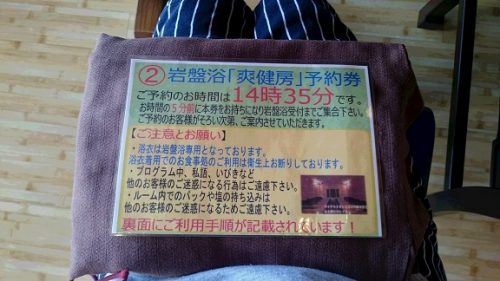 ② 岩盤浴「爽健房」予約券
ご予約のお時間は14時35分です。
お時間の5分前に本券をお持ちになり岩盤浴受付までご集合下さい。
ご予約のお客様がそろい次第、ご案内させていただきます。
【ご注意とお願い】
・浴衣は岩盤浴専用となっております。
浴衣着用でのお食事処のご利用は衛生上お断りしております。
・プログラム中、私語、いびきなど
他のお客様のご迷惑になる行為はご遠慮下さい。
・ルーム内でのパックや塩の持ち込みは
他のお客様のご迷惑になるためご遠慮下さい。
裏面にご利用手順が記載されています！